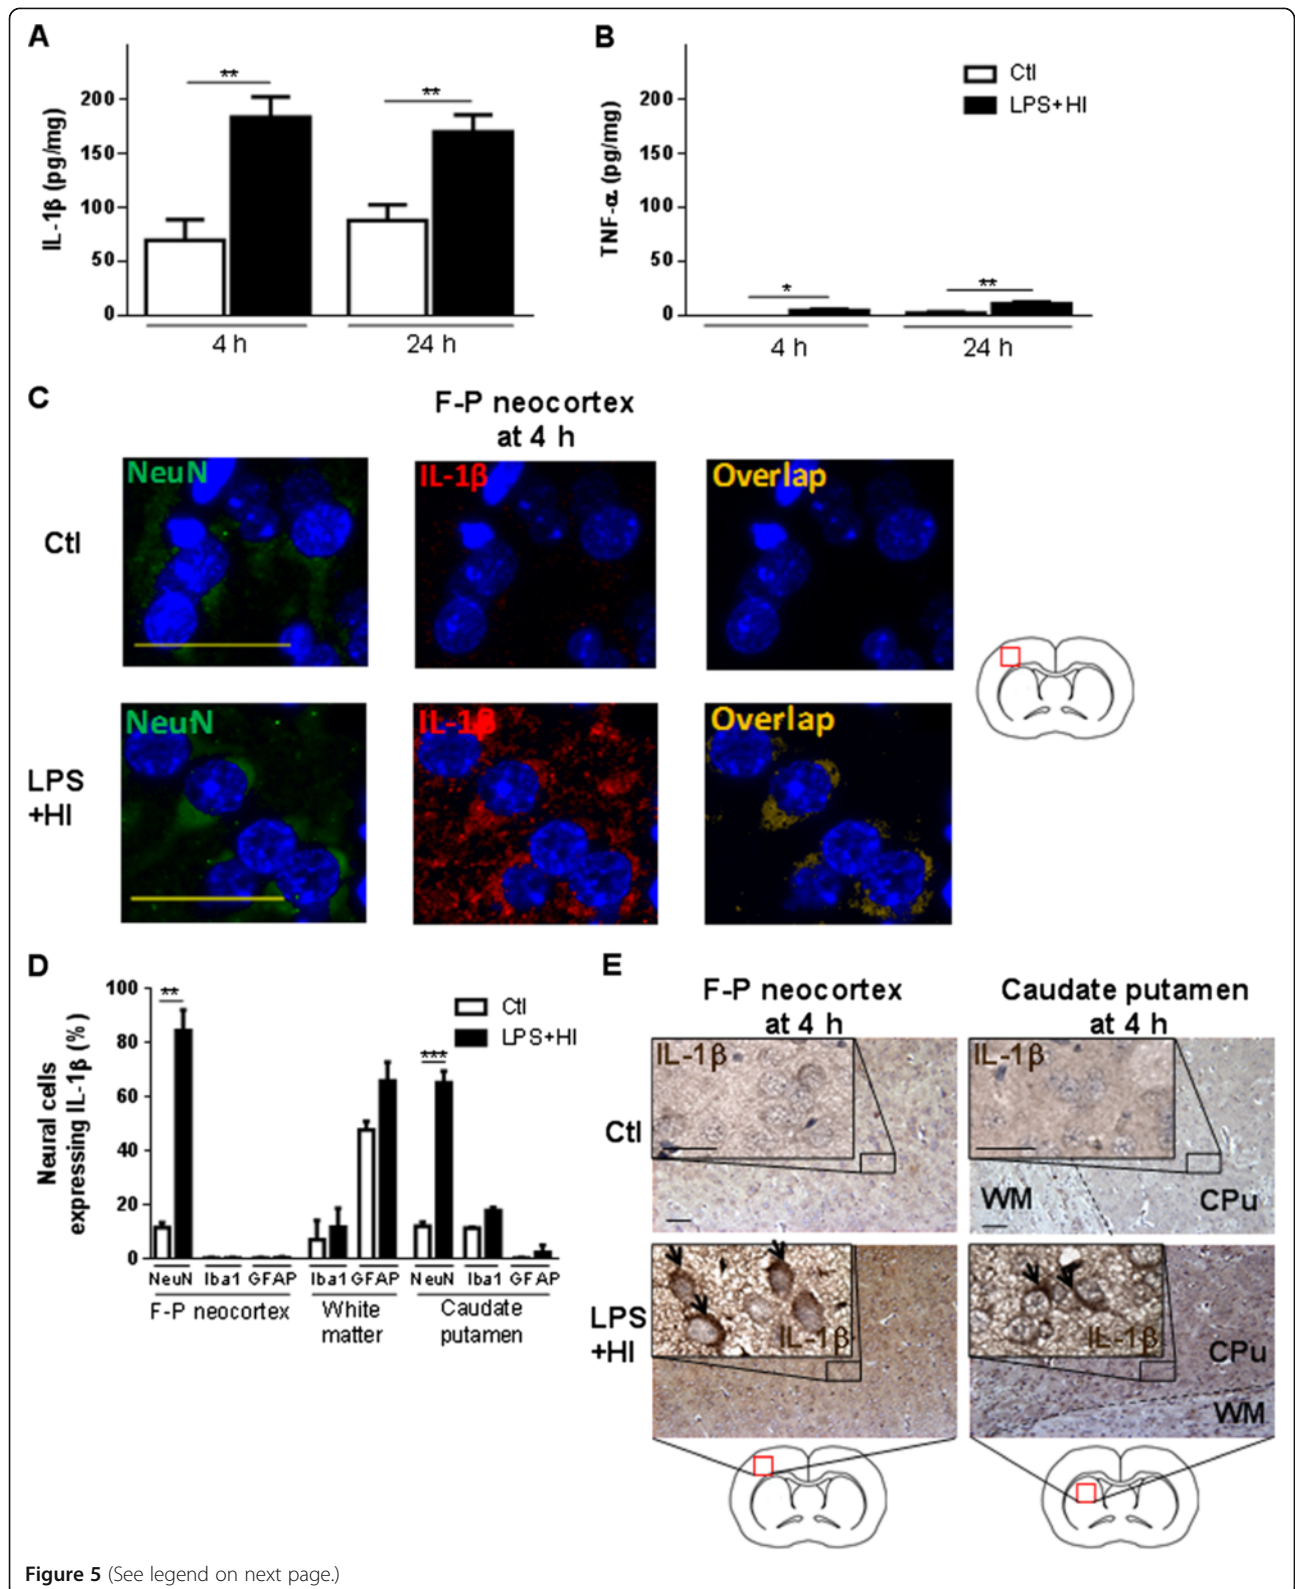 A
**
**
200
150
100
50
0
IL-1β (pg/mg)
4 h
24 h
B
Ctl
LPS+HI
200
150
100
50
0
TNF-α (pg/mg)
*
**
4 h
24 h
C
F-P neocortex
at 4 h
Ctl
NeuN
IL-1β
Overlap
LPS
+HI
NeuN
IL-1β
Overlap
D
100
80
60
40
20
0
Neural cells
expressing IL-1β (%)
**
***
Ctl
LPS+HI
NeuN Iba1 GFAP Iba1 GFAP NeuN Iba1 GFAP
F-P neocortex
White
matter
Caudate
putamen
E
F-P neocortex
at 4 h
Caudate putamen
at 4 h
Ctl
IL-1β
IL-1β
WM
CPu
LPS
+HI
IL-1β
IL-1β
CPu
WM
Figure 5 (See legend on next page.)